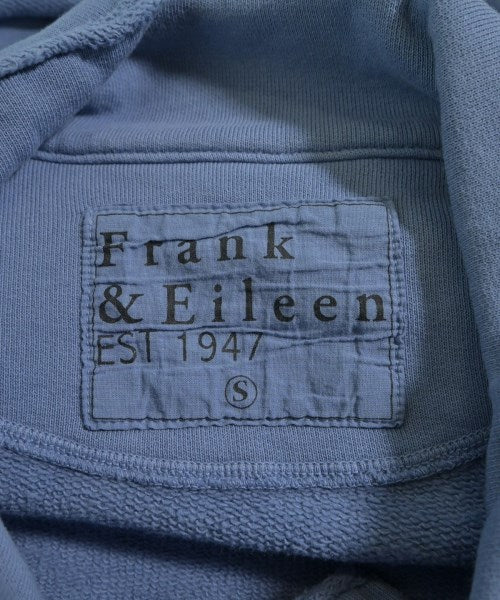 Frank
& Eileen
EST 1947
S